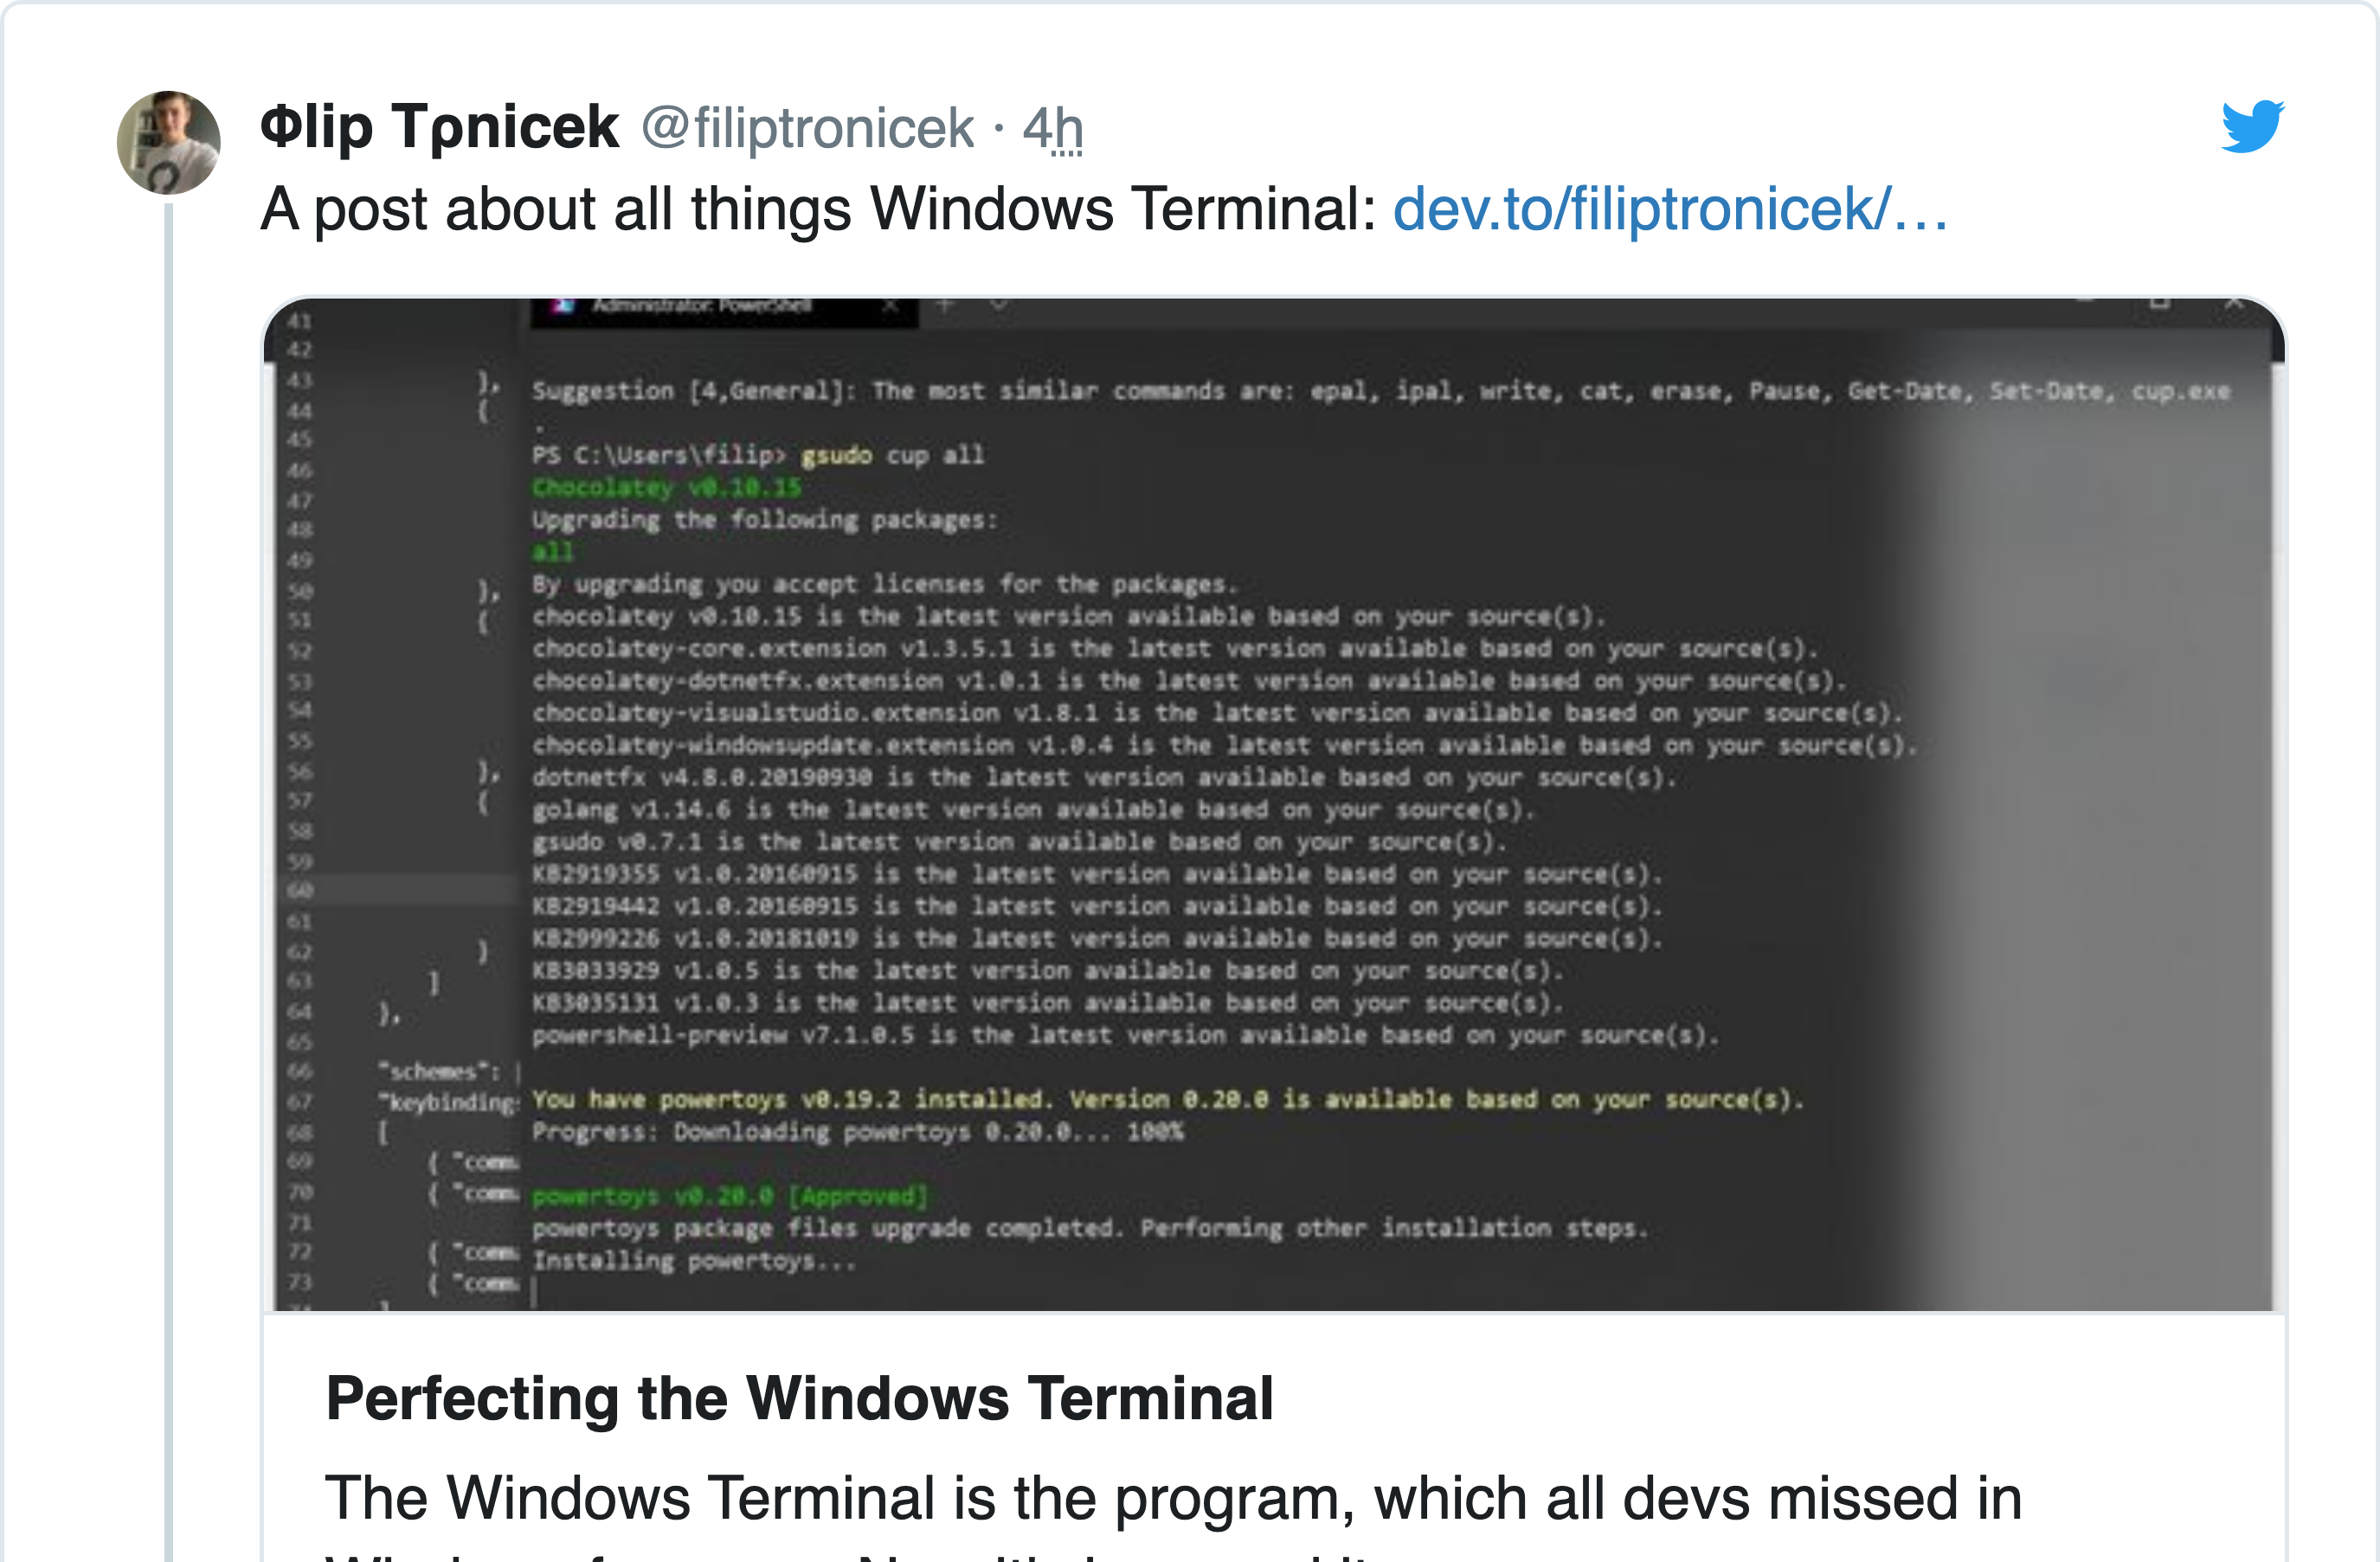 Φlip Tρnicek @filiptronicek · 4h
A post about all things Windows Terminal: dev.to/filiptronicek/…
Administrator: PowerShell
41
42
43 },
44 {
45
46
47
48
49
50 },
51 {
52
53
54
55
56 },
57 {
58
59
60
61
62 }
63 ]
64 },
65
66 "schemes": [
67 "keybinding
68 [
69 { "comm
70 { "comm
71
72 { "comm
73 { "comm
Suggestion [4,General]: The most similar commands are: epal, ipal, write, cat, erase, Pause, Get-Date, Set-Date, cup.exe
.
PS C:\Users\filip> gsudo cup all
Chocolatey v0.10.15
Upgrading the following packages:
all
By upgrading you accept licenses for the packages.
chocolatey v0.10.15 is the latest version available based on your source(s).
chocolatey-core.extension v1.3.5.1 is the latest version available based on your source(s).
chocolatey-dotnetfx.extension v1.0.1 is the latest version available based on your source(s).
chocolatey-visualstudio.extension v1.8.1 is the latest version available based on your source(s).
chocolatey-windowsupdate.extension v1.0.4 is the latest version available based on your source(s).
dotnetfx v4.8.0.20190930 is the latest version available based on your source(s).
golang v1.14.6 is the latest version available based on your source(s).
gsudo v0.7.1 is the latest version available based on your source(s).
KB2919355 v1.0.20160915 is the latest version available based on your source(s).
KB2919442 v1.0.20160915 is the latest version available based on your source(s).
KB2999226 v1.0.20181019 is the latest version available based on your source(s).
KB3033929 v1.0.5 is the latest version available based on your source(s).
KB3035131 v1.0.3 is the latest version available based on your source(s).
powershell-preview v7.1.0.5 is the latest version available based on your source(s).
You have powertoys v0.19.2 installed. Version 0.20.0 is available based on your source(s).
Progress: Downloading powertoys 0.20.0... 100%
powertoys v0.20.0 [Approved]
powertoys package files upgrade completed. Performing other installation steps.
Installing powertoys...
Perfecting the Windows Terminal
The Windows Terminal is the program, which all devs missed in